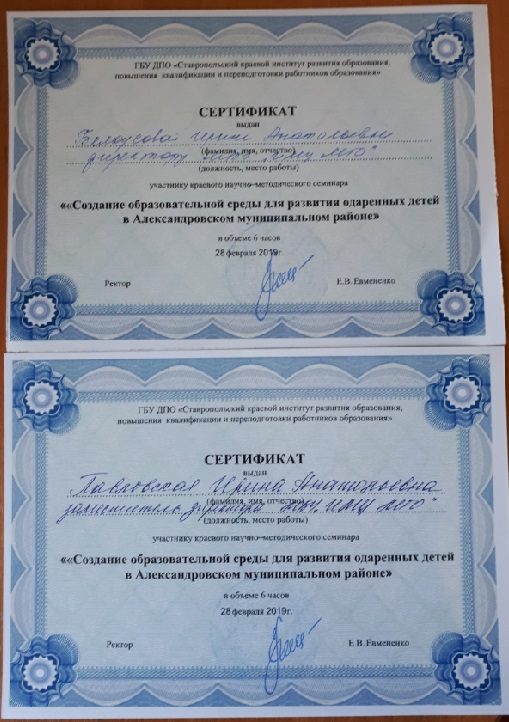 ГБУ ДПО «Ставропольский краевой институт развития образования,
повышения квалификации и переподготовки работников образования»
СЕРТИФИКАТ
выдан
Анатольевне
директору
(фамилия, имя, отчество)
(должность, место работы)
участнику краевого научно-методического семинара
««Создание образовательной среды для развития одаренных детей
в Александровском муниципальном районе»
в объеме 6 часов
28 февраля 2019г.
Ректор Е.В. Евмененко
ГБУ ДПО «Ставропольский краевой институт развития образования,
повышения квалификации и переподготовки работников образования»
СЕРТИФИКАТ
выдан
Павловская Ирина Анатольевна
(фамилия, имя, отчество)
заместитель директора
(должность, место работы)
участнику краевого научно-методического семинара
««Создание образовательной среды для развития одаренных детей
в Александровском муниципальном районе»
в объеме 6 часов
28 февраля 2019г.
Ректор Е.В. Евмененко